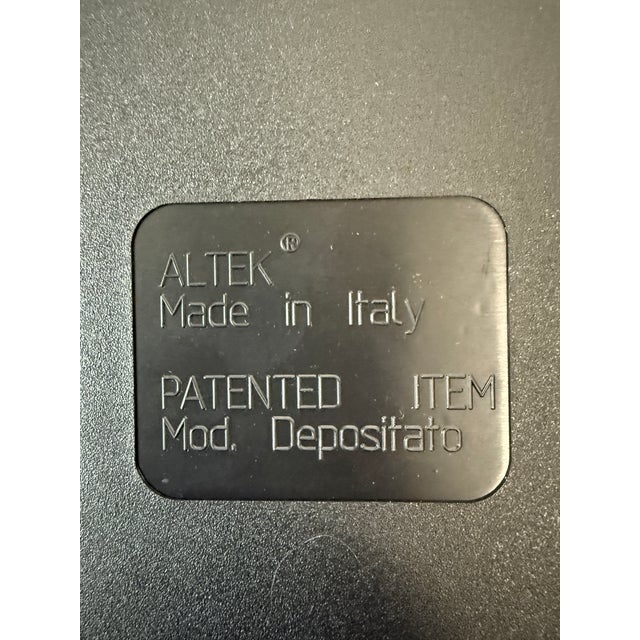 ALTEK®
Made in Italy
PATENTED ITEM
Mod. Depositato